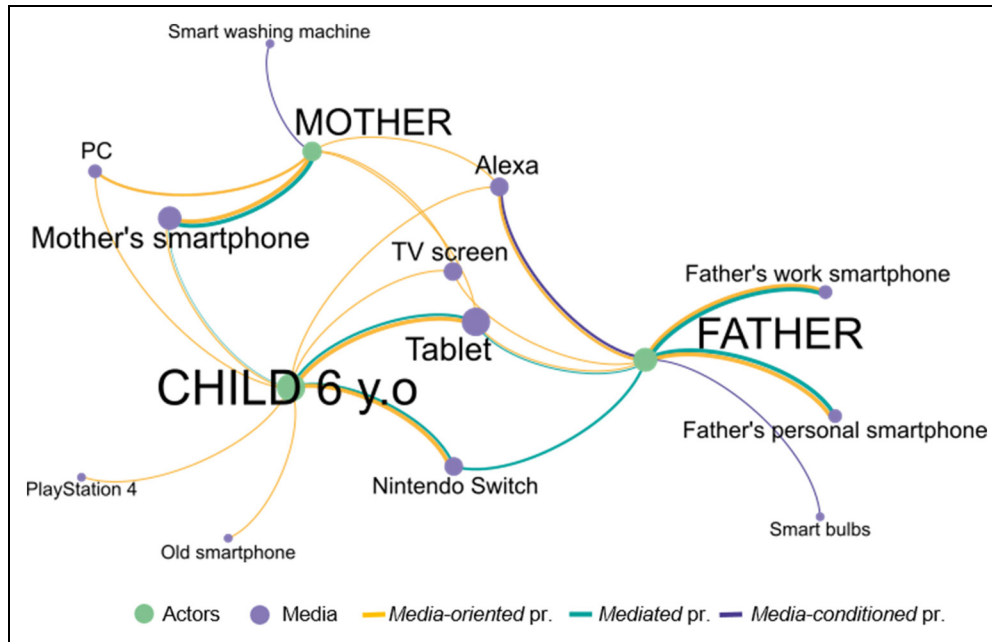 Smart washing machine
MOTHER
PC
Alexa
Mother's smartphone
TV screen
Father's work smartphone
FATHER
Tablet
CHILD 6 y.o
Father's personal smartphone
Nintendo Switch
PlayStation 4
Smart bulbs
Old smartphone
Actors Media Media-oriented pr. Mediated pr. Media-conditioned pr.